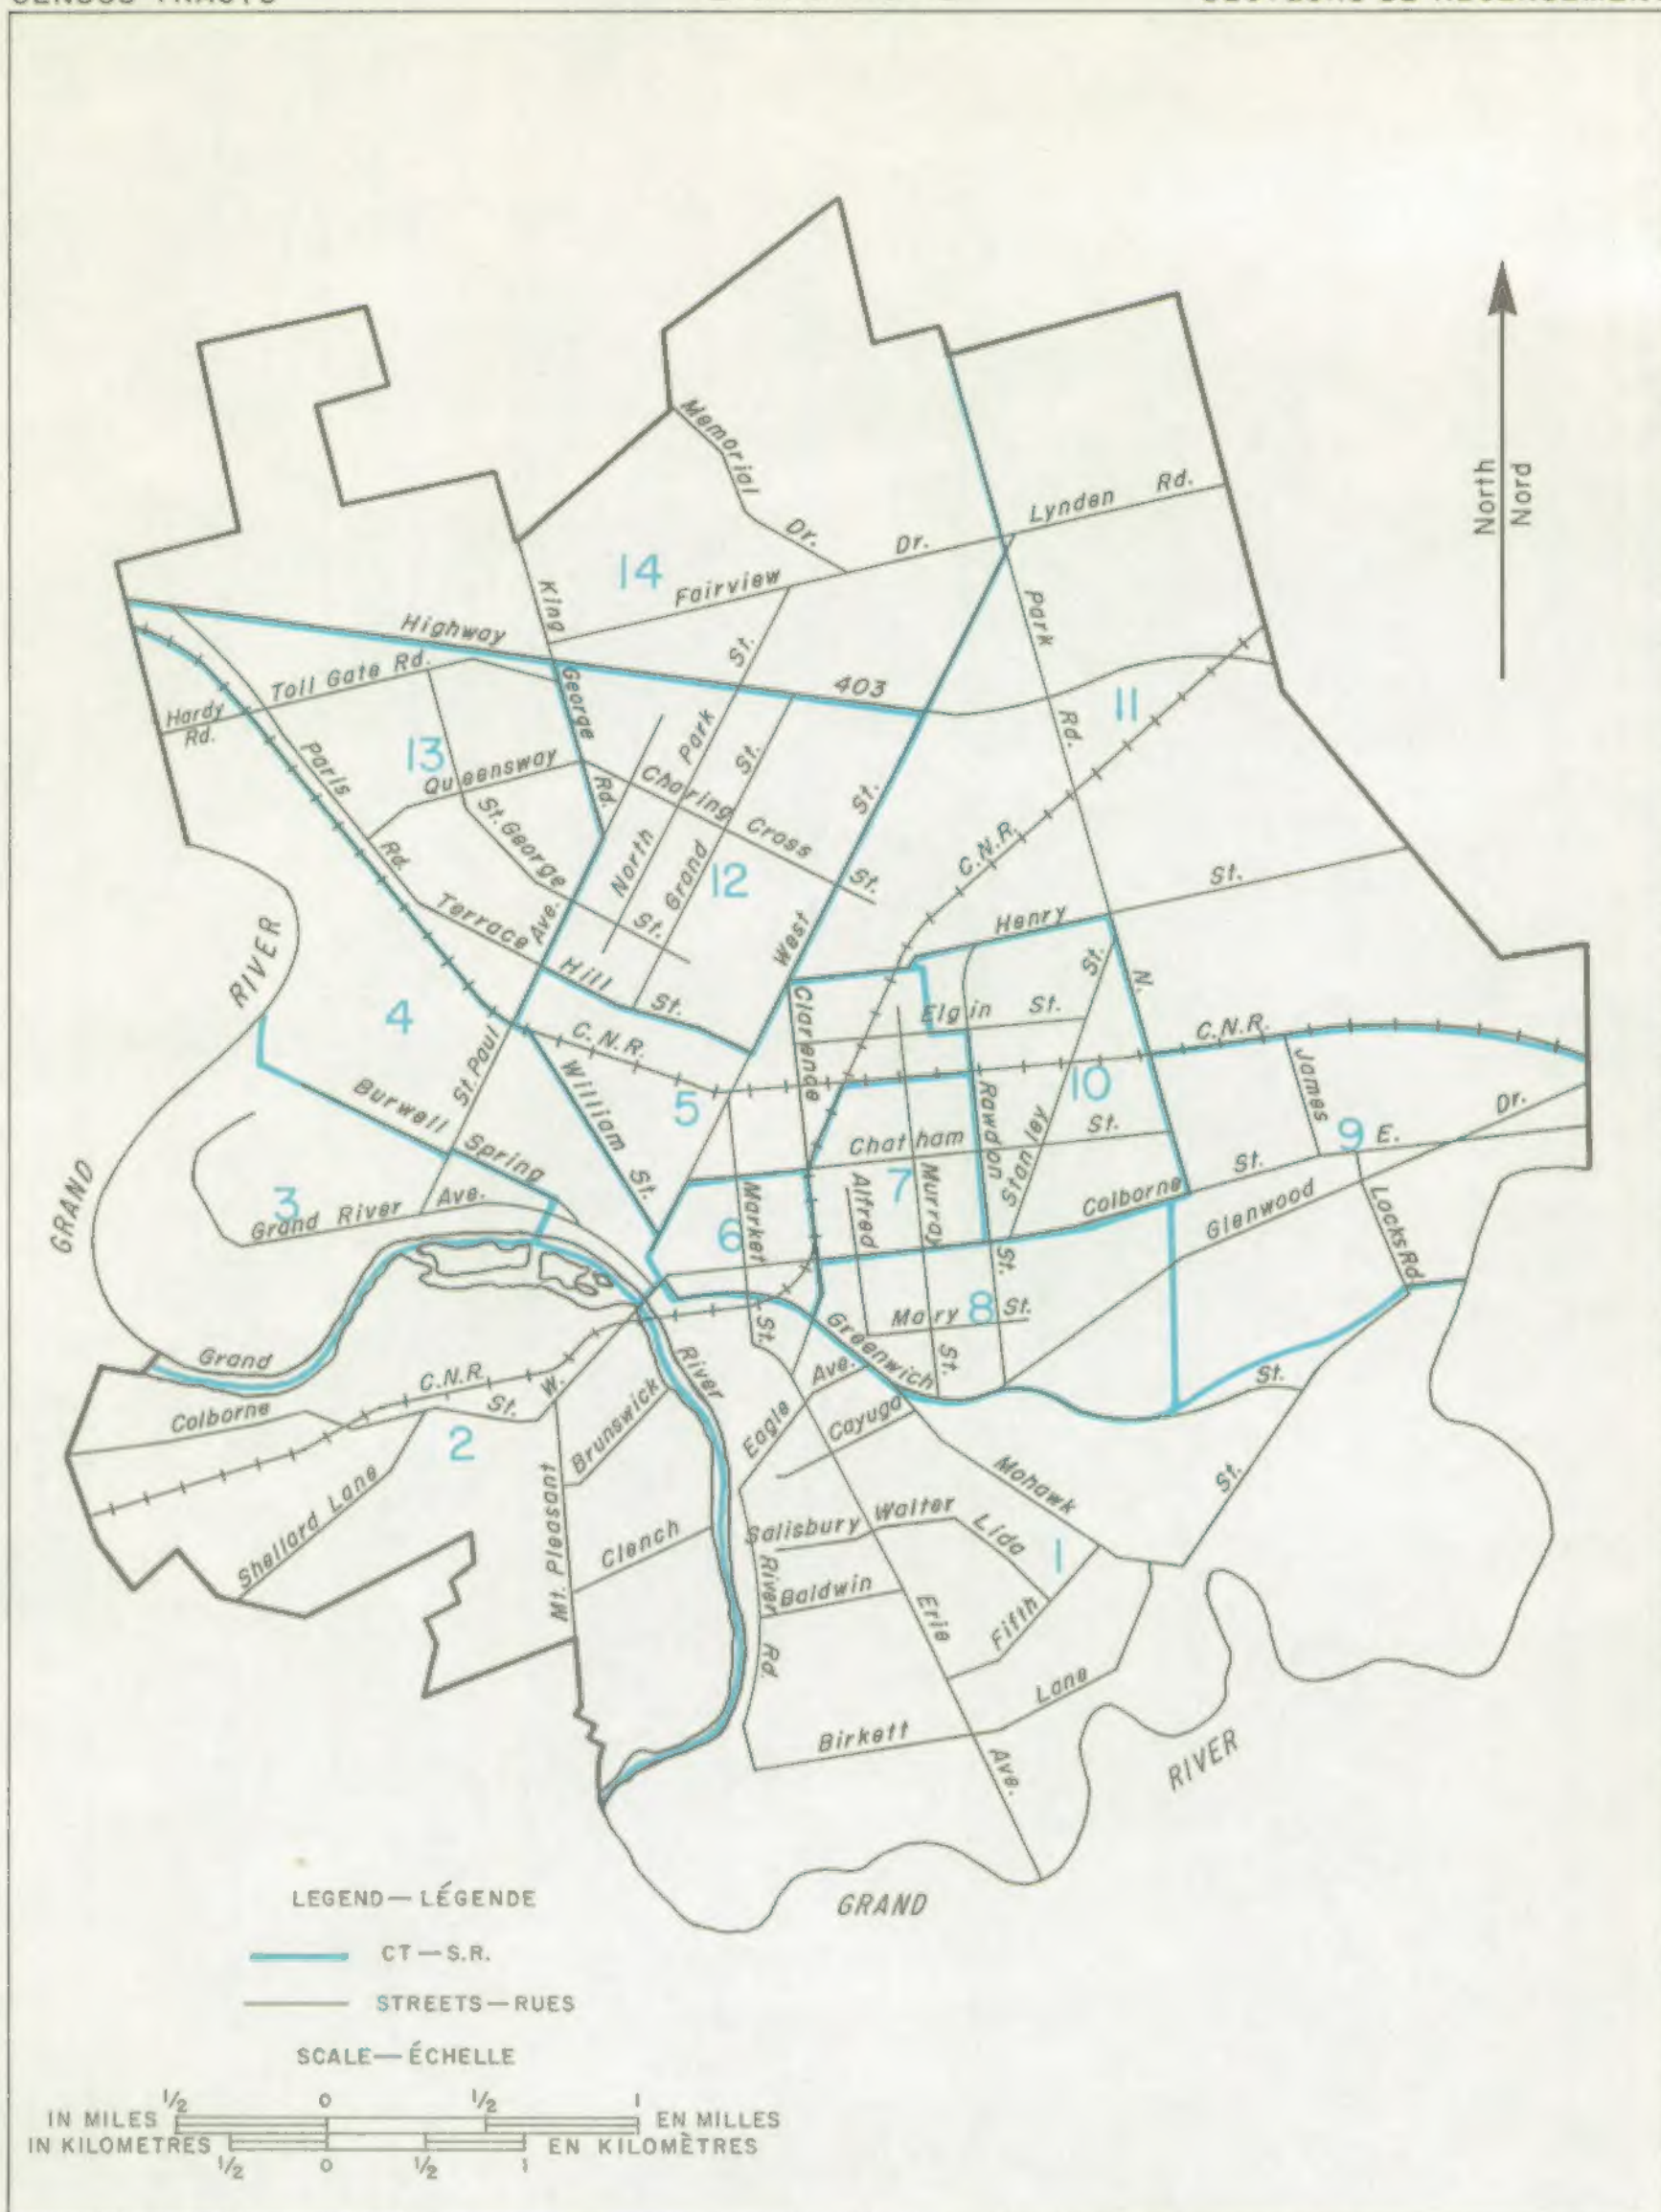 Memorial
Dr.
Lynden Rd.
North
Nord
14
Fairview Dr.
King
George
Rd.
Park
Rd.
N.
Highway
403
Toll Gate Rd.
Hardy
Rd.
13
Paris
Rd.
Queensway
St. George
St.
North
Park
St.
Grand
St.
Charing Cross
St.
11
12
West
St.
C.N.R.
Henry
St.
Terrace
Hill
St.
Ave.
St. Paul
RIVER
GRAND
4
C.N.R.
William
St.
5
Clarence
Elgin St.
St.
C.N.R.
10
James
Burwell
Spring
Chatham
St.
Rawdon
St.
Stanley
9
E.
Dr.
3
Grand River Ave.
6
Market
St.
7
Alfred
Murray
St.
Colborne
St.
Glenwood
Locks Rd
Mary St.
8
Greenwich
St.
Grand
River
C.N.R.
Colborne
St.
W.
2
Shellard Lane
Mt. Pleasant
Brunswick
Clench
Eagle
Ave.
Cayuga
Mohawk
St.
Salisbury
Walter
Lida
1
River
Rd.
Baldwin
Erie
Ave.
Fifth
Birkett
Lane
RIVER
GRAND
LEGEND—LÉGENDE
CT—S.R.
STREETS—RUES
SCALE—ÉCHELLE
1/2 0 1/2 1
IN MILES EN MILLES
IN KILOMETRES EN KILOMÈTRES
1/2 0 1/2 1